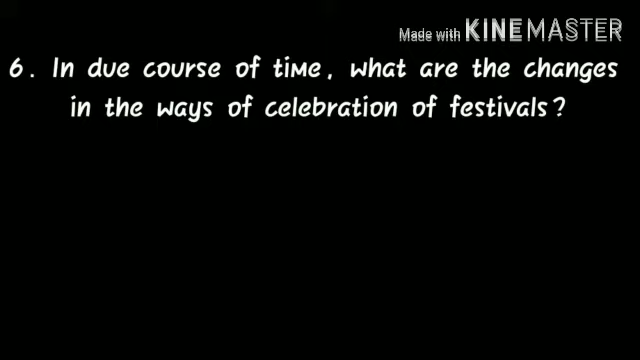 Made with KINEMASTER
6. In due course of time, what are the changes
in the ways of celebration of festivals?